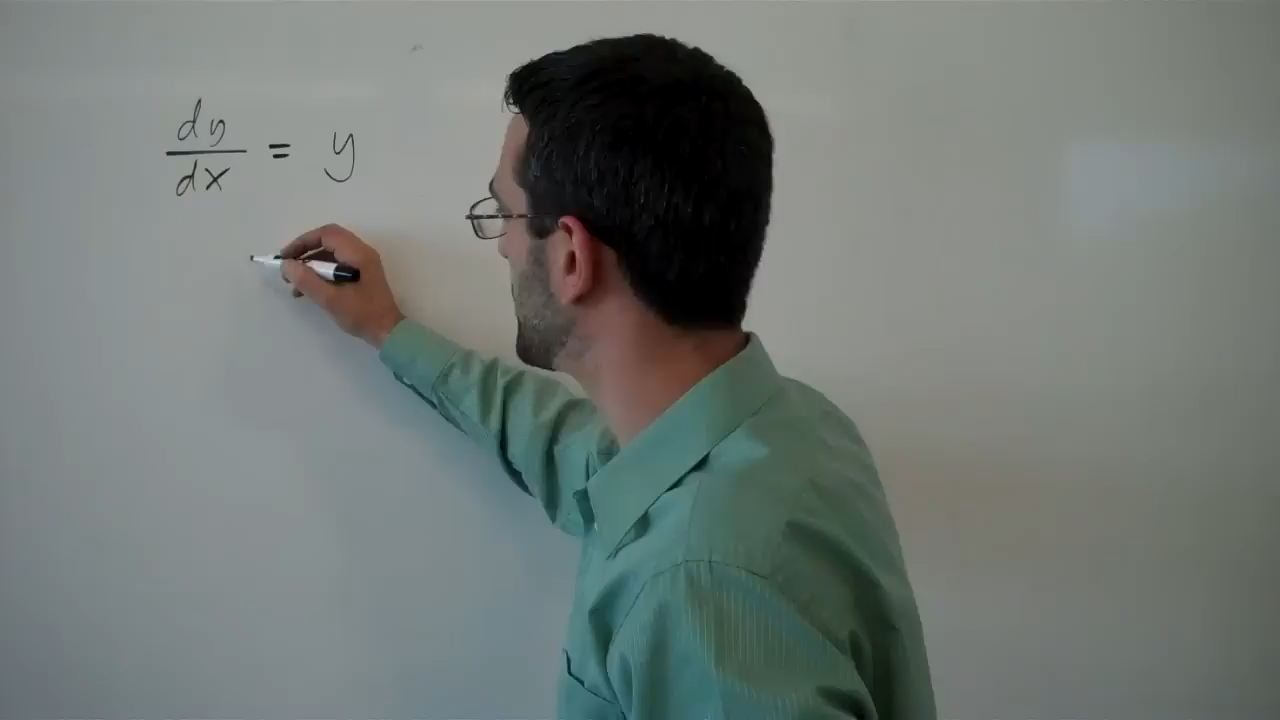 dy/dx = y